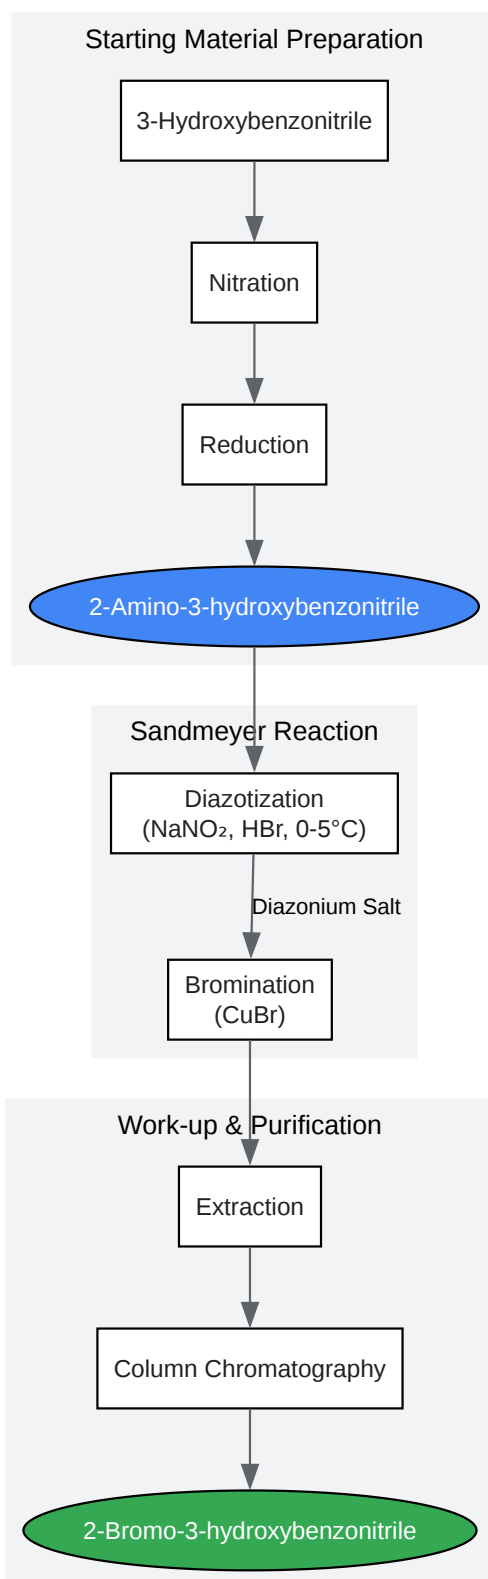 Starting Material Preparation
3-Hydroxybenzonitrile
Nitration
Reduction
2-Amino-3-hydroxybenzonitrile
Sandmeyer Reaction
Diazotization
(NaNO₂, HBr, 0-5°C)
Diazonium Salt
Bromination
(CuBr)
Work-up & Purification
Extraction
Column Chromatography
2-Bromo-3-hydroxybenzonitrile